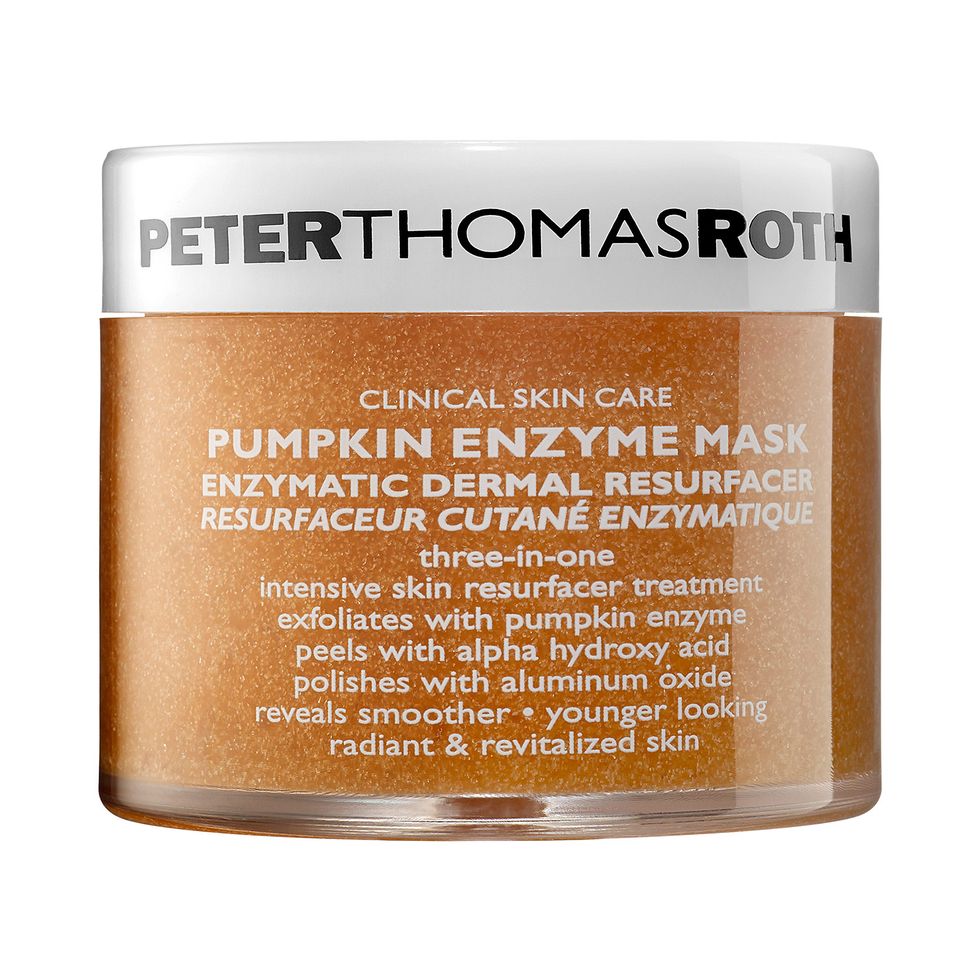 PETERTHOMASROTH
CLINICAL SKIN CARE
PUMPKIN ENZYME MASK
ENZYMATIC DERMAL RESURFACER
RESURFACEUR CUTANÉ ENZYMATIQUE
three-in-one
intensive skin resurfacer treatment
exfoliates with pumpkin enzyme
peels with alpha hydroxy acid
polishes with aluminum oxide
reveals smoother • younger looking
radiant & revitalized skin